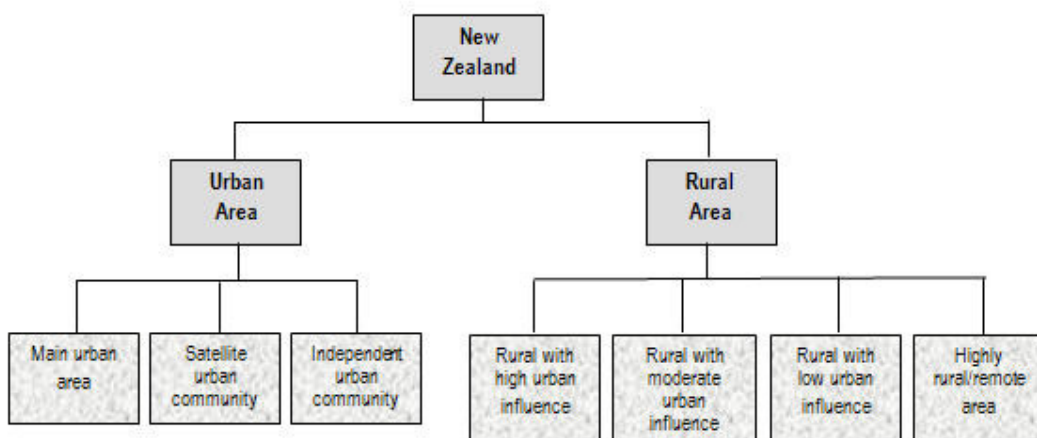 New
Zealand
Urban
Area
Rural
Area
Main urban
area
Satellite
urban
community
Independent
urban
community
Rural with
high urban
influence
Rural with
moderate
urban
influence
Rural with
low urban
influence
Highly
rural/remote
area